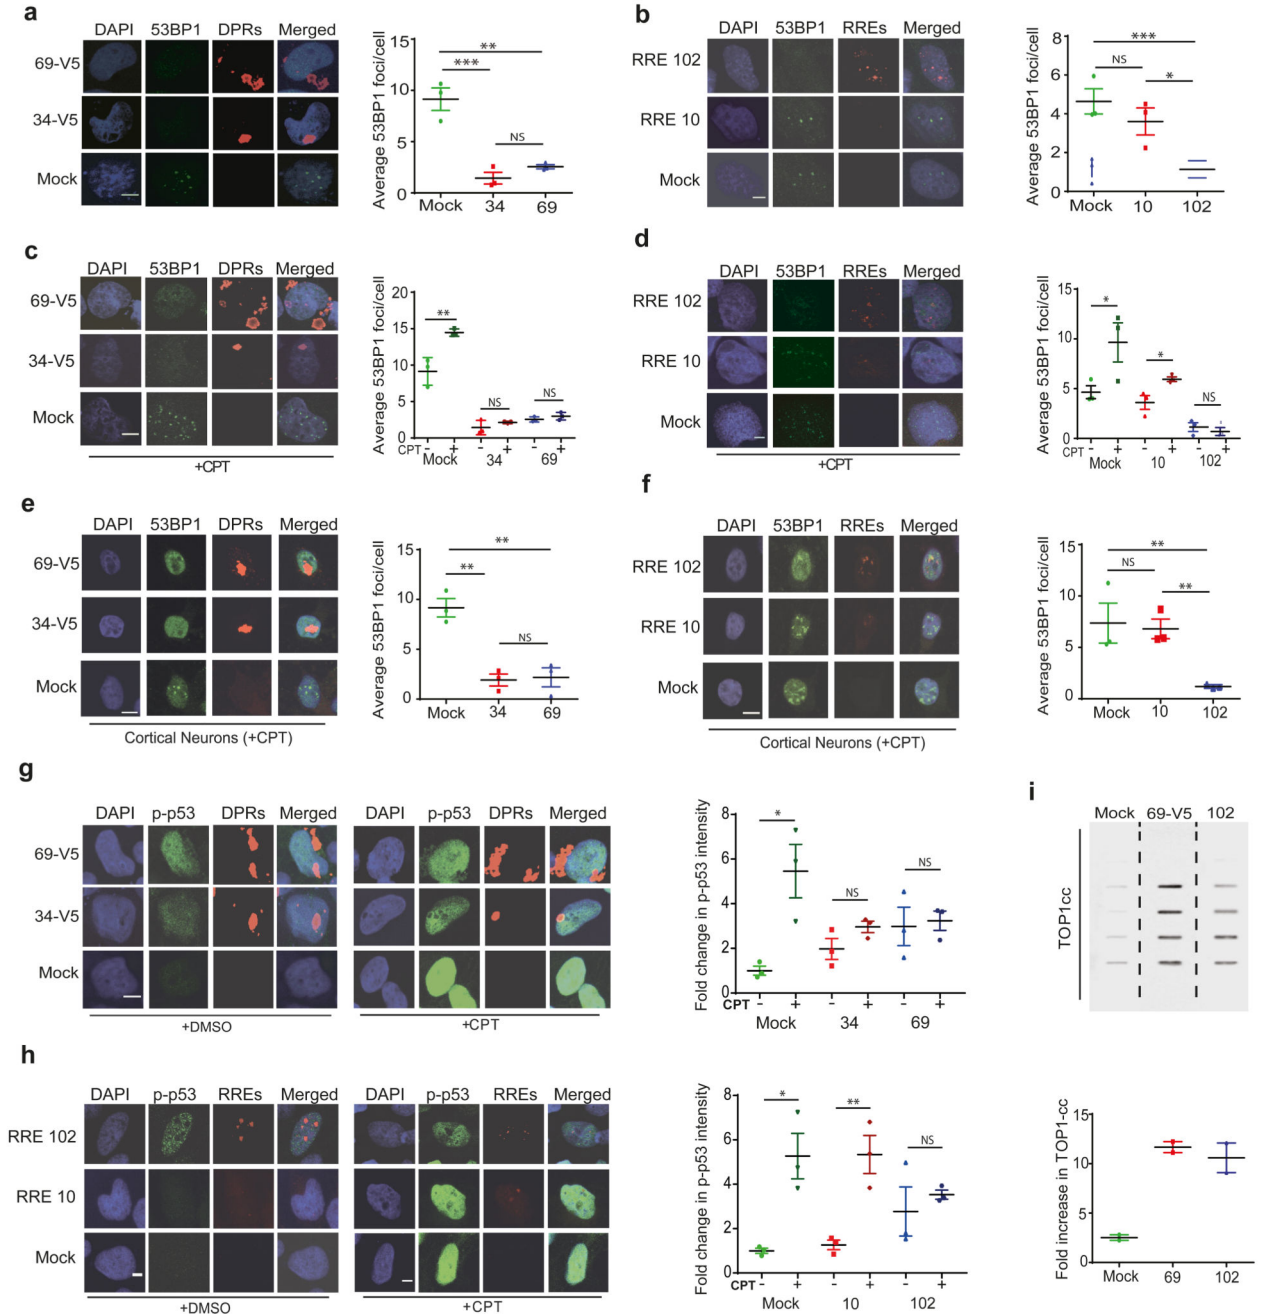 a
DAPI 53BP1 DPRs Merged
69-V5
34-V5
Mock
Average 53BP1 foci/cell
15
10
5
0
**
***
NS
Mock 34 69
b
DAPI 53BP1 RREs Merged
RRE 102
RRE 10
Mock
Average 53BP1 foci/cell
8
6
4
2
0
***
NS
*
Mock 10 102
c
DAPI 53BP1 DPRs Merged
69-V5
34-V5
Mock
+CPT
Average 53BP1 foci/cell
20
15
10
5
0
**
NS
NS
CPT - + - + - +
Mock 34 69
d
DAPI 53BP1 RREs Merged
RRE 102
RRE 10
Mock
+CPT
Average 53BP1 foci/cell
15
10
5
0
*
*
NS
CPT - + - + - +
Mock 10 102
e
DAPI 53BP1 DPRs Merged
69-V5
34-V5
Mock
Cortical Neurons (+CPT)
Average 53BP1 foci/cell
15
10
5
0
**
**
NS
Mock 34 69
f
DAPI 53BP1 RREs Merged
RRE 102
RRE 10
Mock
Cortical Neurons (+CPT)
Average 53BP1 foci/cell
15
10
5
0
**
NS
**
Mock 10 102
g
DAPI p-p53 DPRs Merged DAPI p-p53 DPRs Merged
69-V5
34-V5
Mock
+DMSO +CPT
Fold change in p-p53 intensity
8
6
4
2
0
*
NS
NS
CPT - + - + - +
Mock 34 69
h
DAPI p-p53 RREs Merged DAPI p-p53 RREs Merged
RRE 102
RRE 10
Mock
+DMSO +CPT
Fold change in p-p53 intensity
8
6
4
2
0
*
**
NS
CPT - + - + - +
Mock 10 102
i
Mock 69-V5 102
TOP1cc
Fold increase in TOP1-cc
15
10
5
0
Mock 69 102